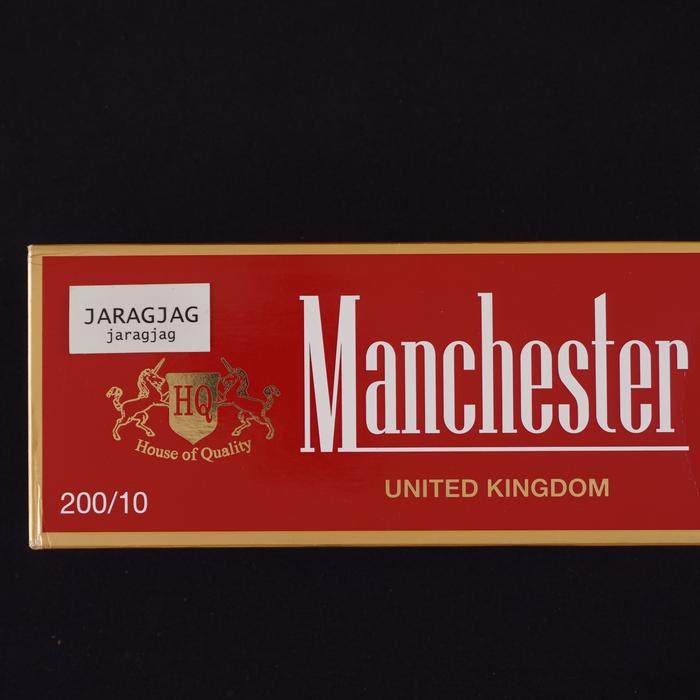 JARAGJAG
jaragjag
HQ
House of Quality
200/10
Manchester
UNITED KINGDOM